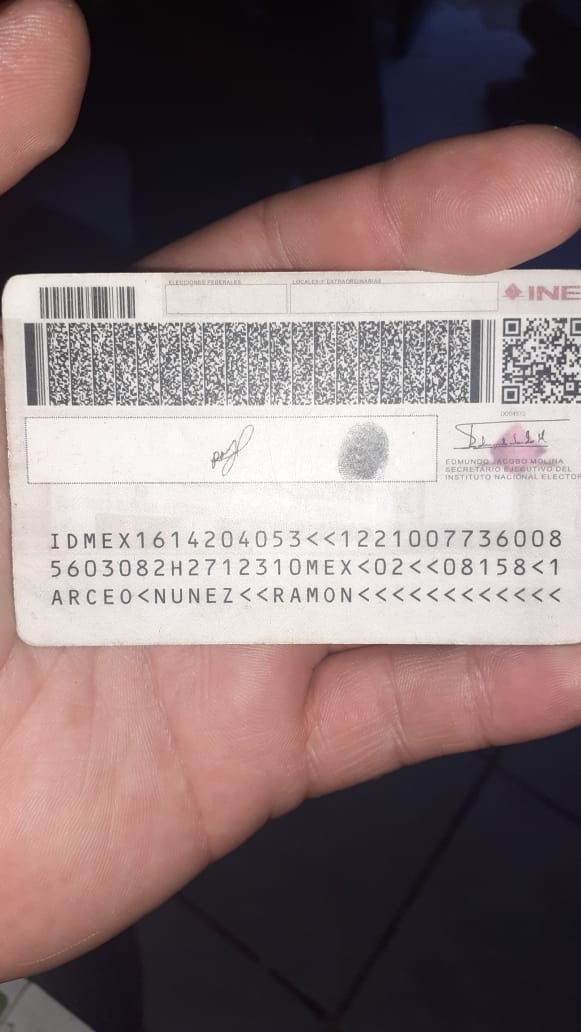 ELECCIONES FEDERALES
LOCALES Y EXTRAORDINARIAS
INE
EDMUNDO JACOBO MOLINA
SECRETARIO EJECUTIVO DEL
INSTITUTO NACIONAL ELECTOR
IDMEX1614204053<<1221007736008
5603082H2712310MEX<02<<08158<1
ARCEO<NUNEZ<<RAMON<<<<<<<<<<<<